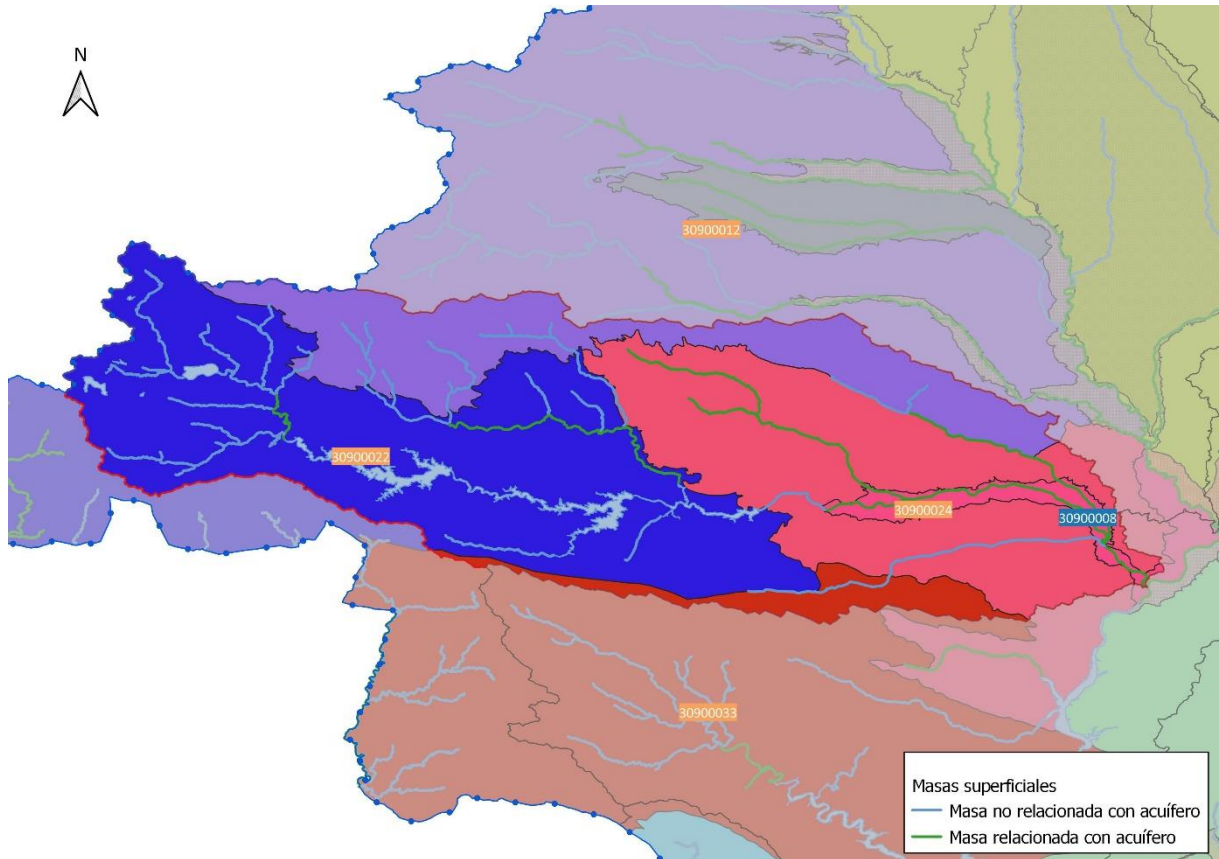 N
30900012
30900022
30900024
30900008
30900033
Masas superficiales
Masa no relacionada con acuífero
Masa relacionada con acuífero